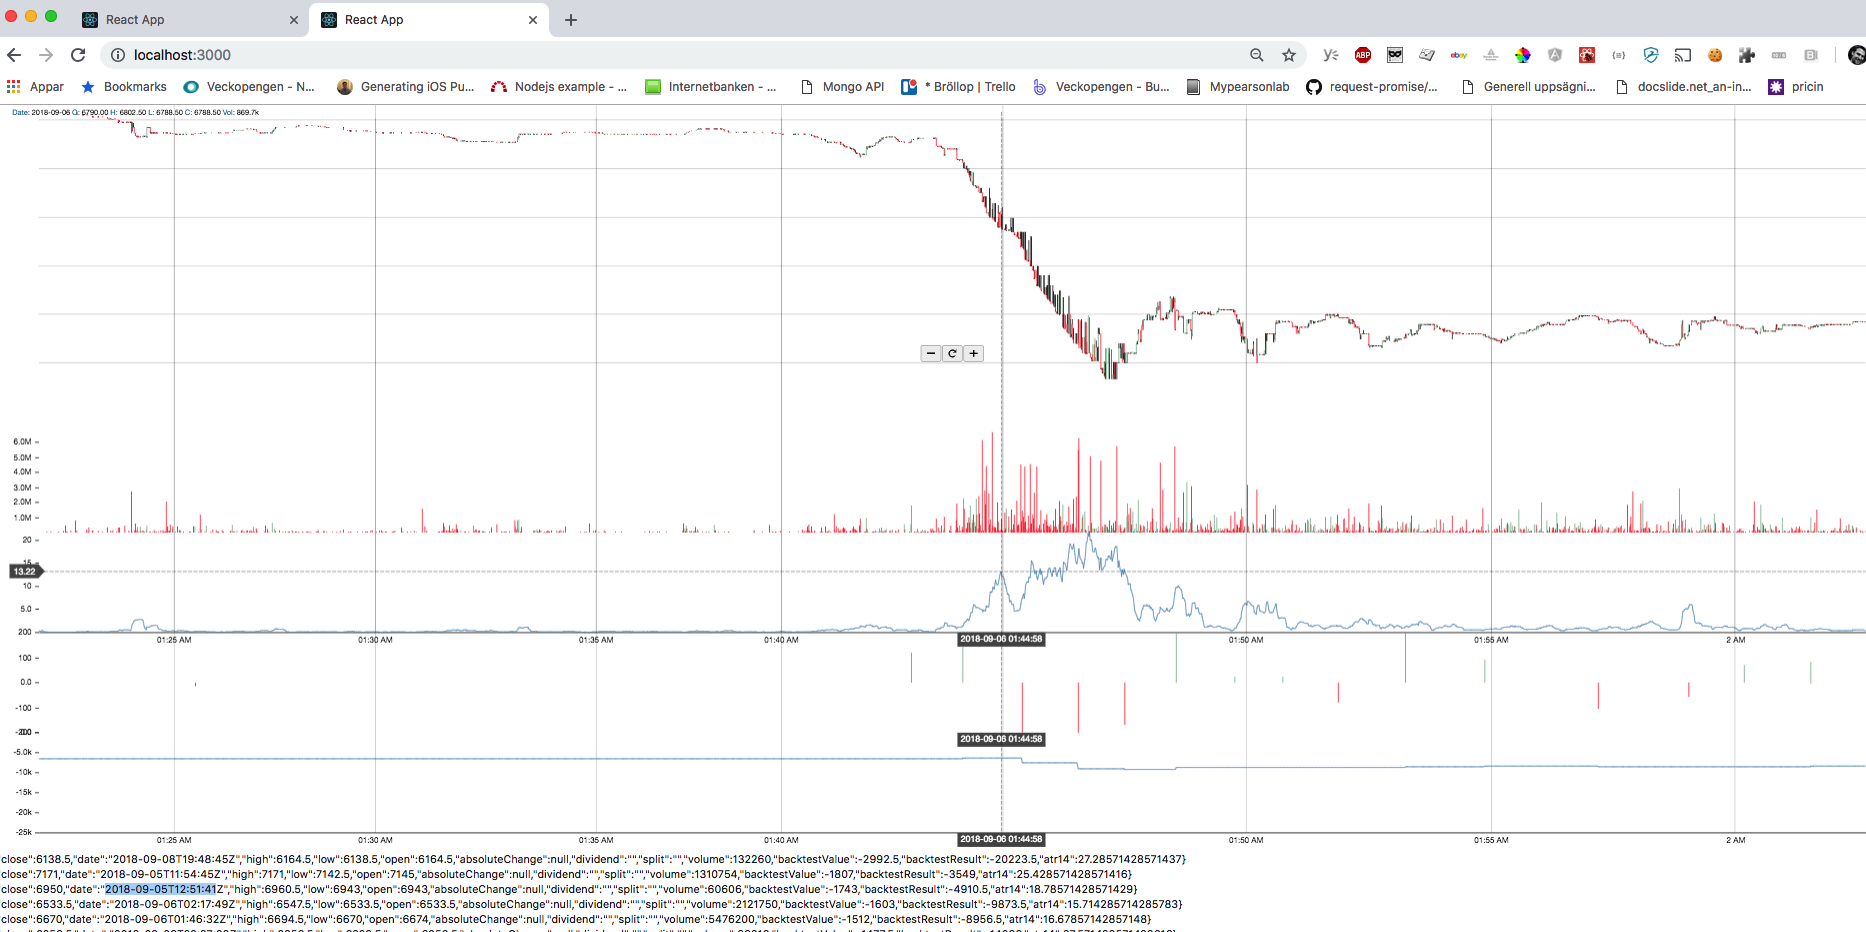 React App
React App
localhost:3000
Appar
Bookmarks
Veckopengen - N...
Generating iOS Pu...
Nodejs example - ...
Internetbanken - ...
Mongo API
* Bröllop | Trello
Veckopengen - Bu...
Mypearsonlab
request-promise/...
Generell uppsägni...
docslide.net_an-in...
pricin
Date: 2018-09-06 O: 6790.00 H: 6802.50 L: 6788.50 C: 6788.50 Vol: 869.7k
6.0M
5.0M
4.0M
3.0M
2.0M
1.0M
20
15
13.22
10
5.0
200
01:25 AM 01:30 AM 01:35 AM 01:40 AM 2018-09-06 01:44:58 01:50 AM 01:55 AM 2 AM
100
0.0
-100
2018-09-06 01:44:58
-5.0k
-10k
-15k
-20k
-25k
01:25 AM 01:30 AM 01:35 AM 01:40 AM 2018-09-06 01:44:58 01:50 AM 01:55 AM 2 AM
close":6138.5,"date":"2018-09-08T19:48:45Z","high":6164.5,"low":6138.5,"open":6164.5,"absoluteChange":null,"dividend":"","split":"","volume":132260,"backtestValue":-2992.5,"backtestResult":-20223.5,"atr14":27.28571428571437}
close":7171,"date":"2018-09-05T11:54:45Z","high":7171,"low":7142.5,"open":7145,"absoluteChange":null,"dividend":"","split":"","volume":1310754,"backtestValue":-1807,"backtestResult":-3549,"atr14":25.428571428571416}
close":6950,"date":"2018-09-05T12:51:41Z","high":6960.5,"low":6943,"open":6943,"absoluteChange":null,"dividend":"","split":"","volume":60606,"backtestValue":-1743,"backtestResult":-4910.5,"atr14":18.78571428571429}
close":6533.5,"date":"2018-09-06T02:17:49Z","high":6547.5,"low":6533.5,"open":6533.5,"absoluteChange":null,"dividend":"","split":"","volume":2121750,"backtestValue":-1603,"backtestResult":-9873.5,"atr14":15.714285714285783}
close":6670,"date":"2018-09-06T01:46:32Z","high":6694.5,"low":6670,"open":6674,"absoluteChange":null,"dividend":"","split":"","volume":5476200,"backtestValue":-1512,"backtestResult":-8956.5,"atr14":16.67857142857148}